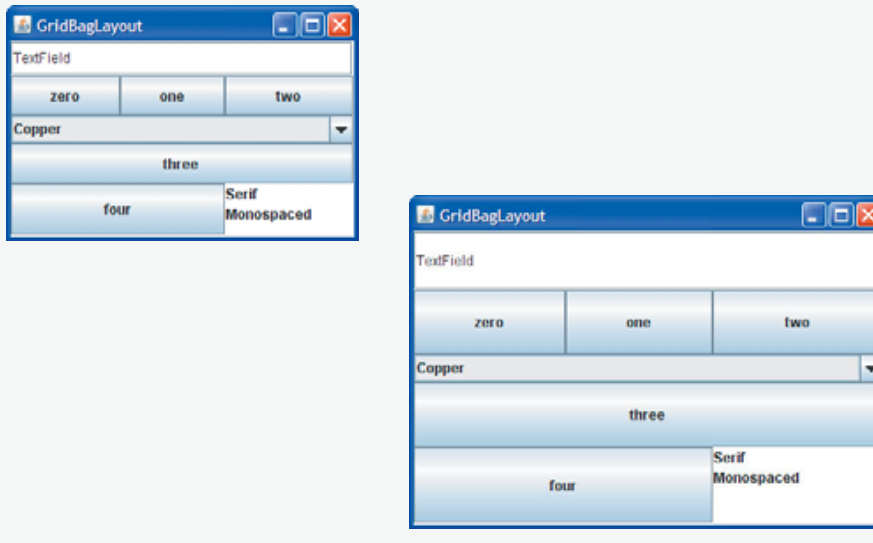 GridBagLayout
TextField
zero one two
Copper
three
four
Serif
Monospaced
GridBagLayout
TextField
zero one two
Copper
three
four
Serif
Monospaced